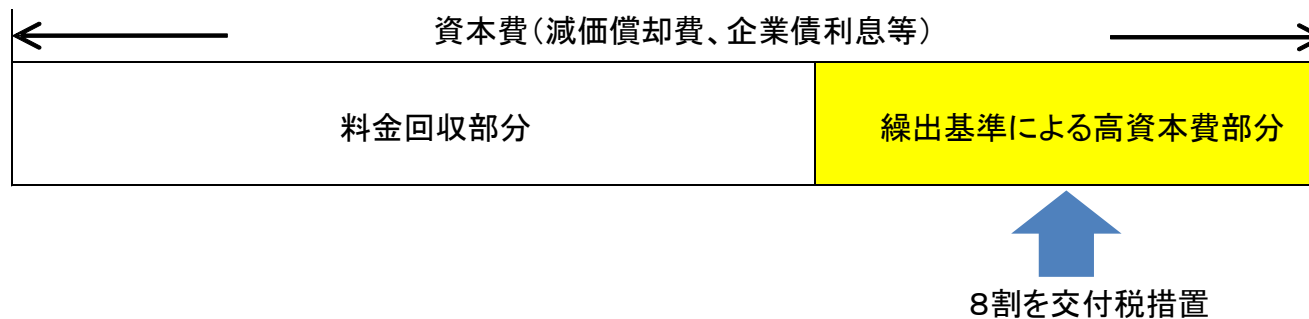 資本費（減価償却費、企業債利息等）
料金回収部分
繰出基準による高資本費部分
８割を交付税措置